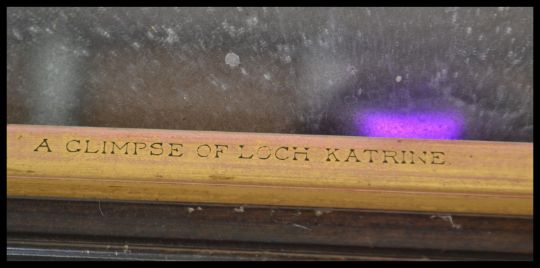 A GLIMPSE OF LOCH KATRINE